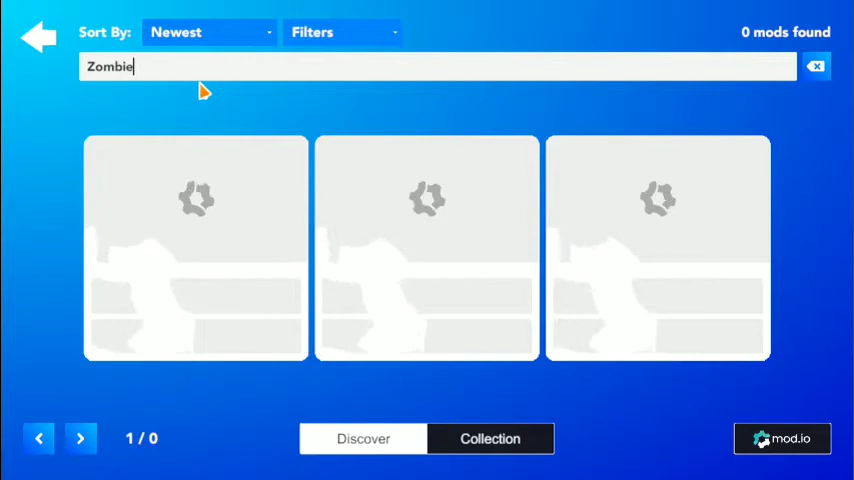 Sort By: Newest Filters 0 mods found
Zombie
1 / 0 Discover Collection mod.io